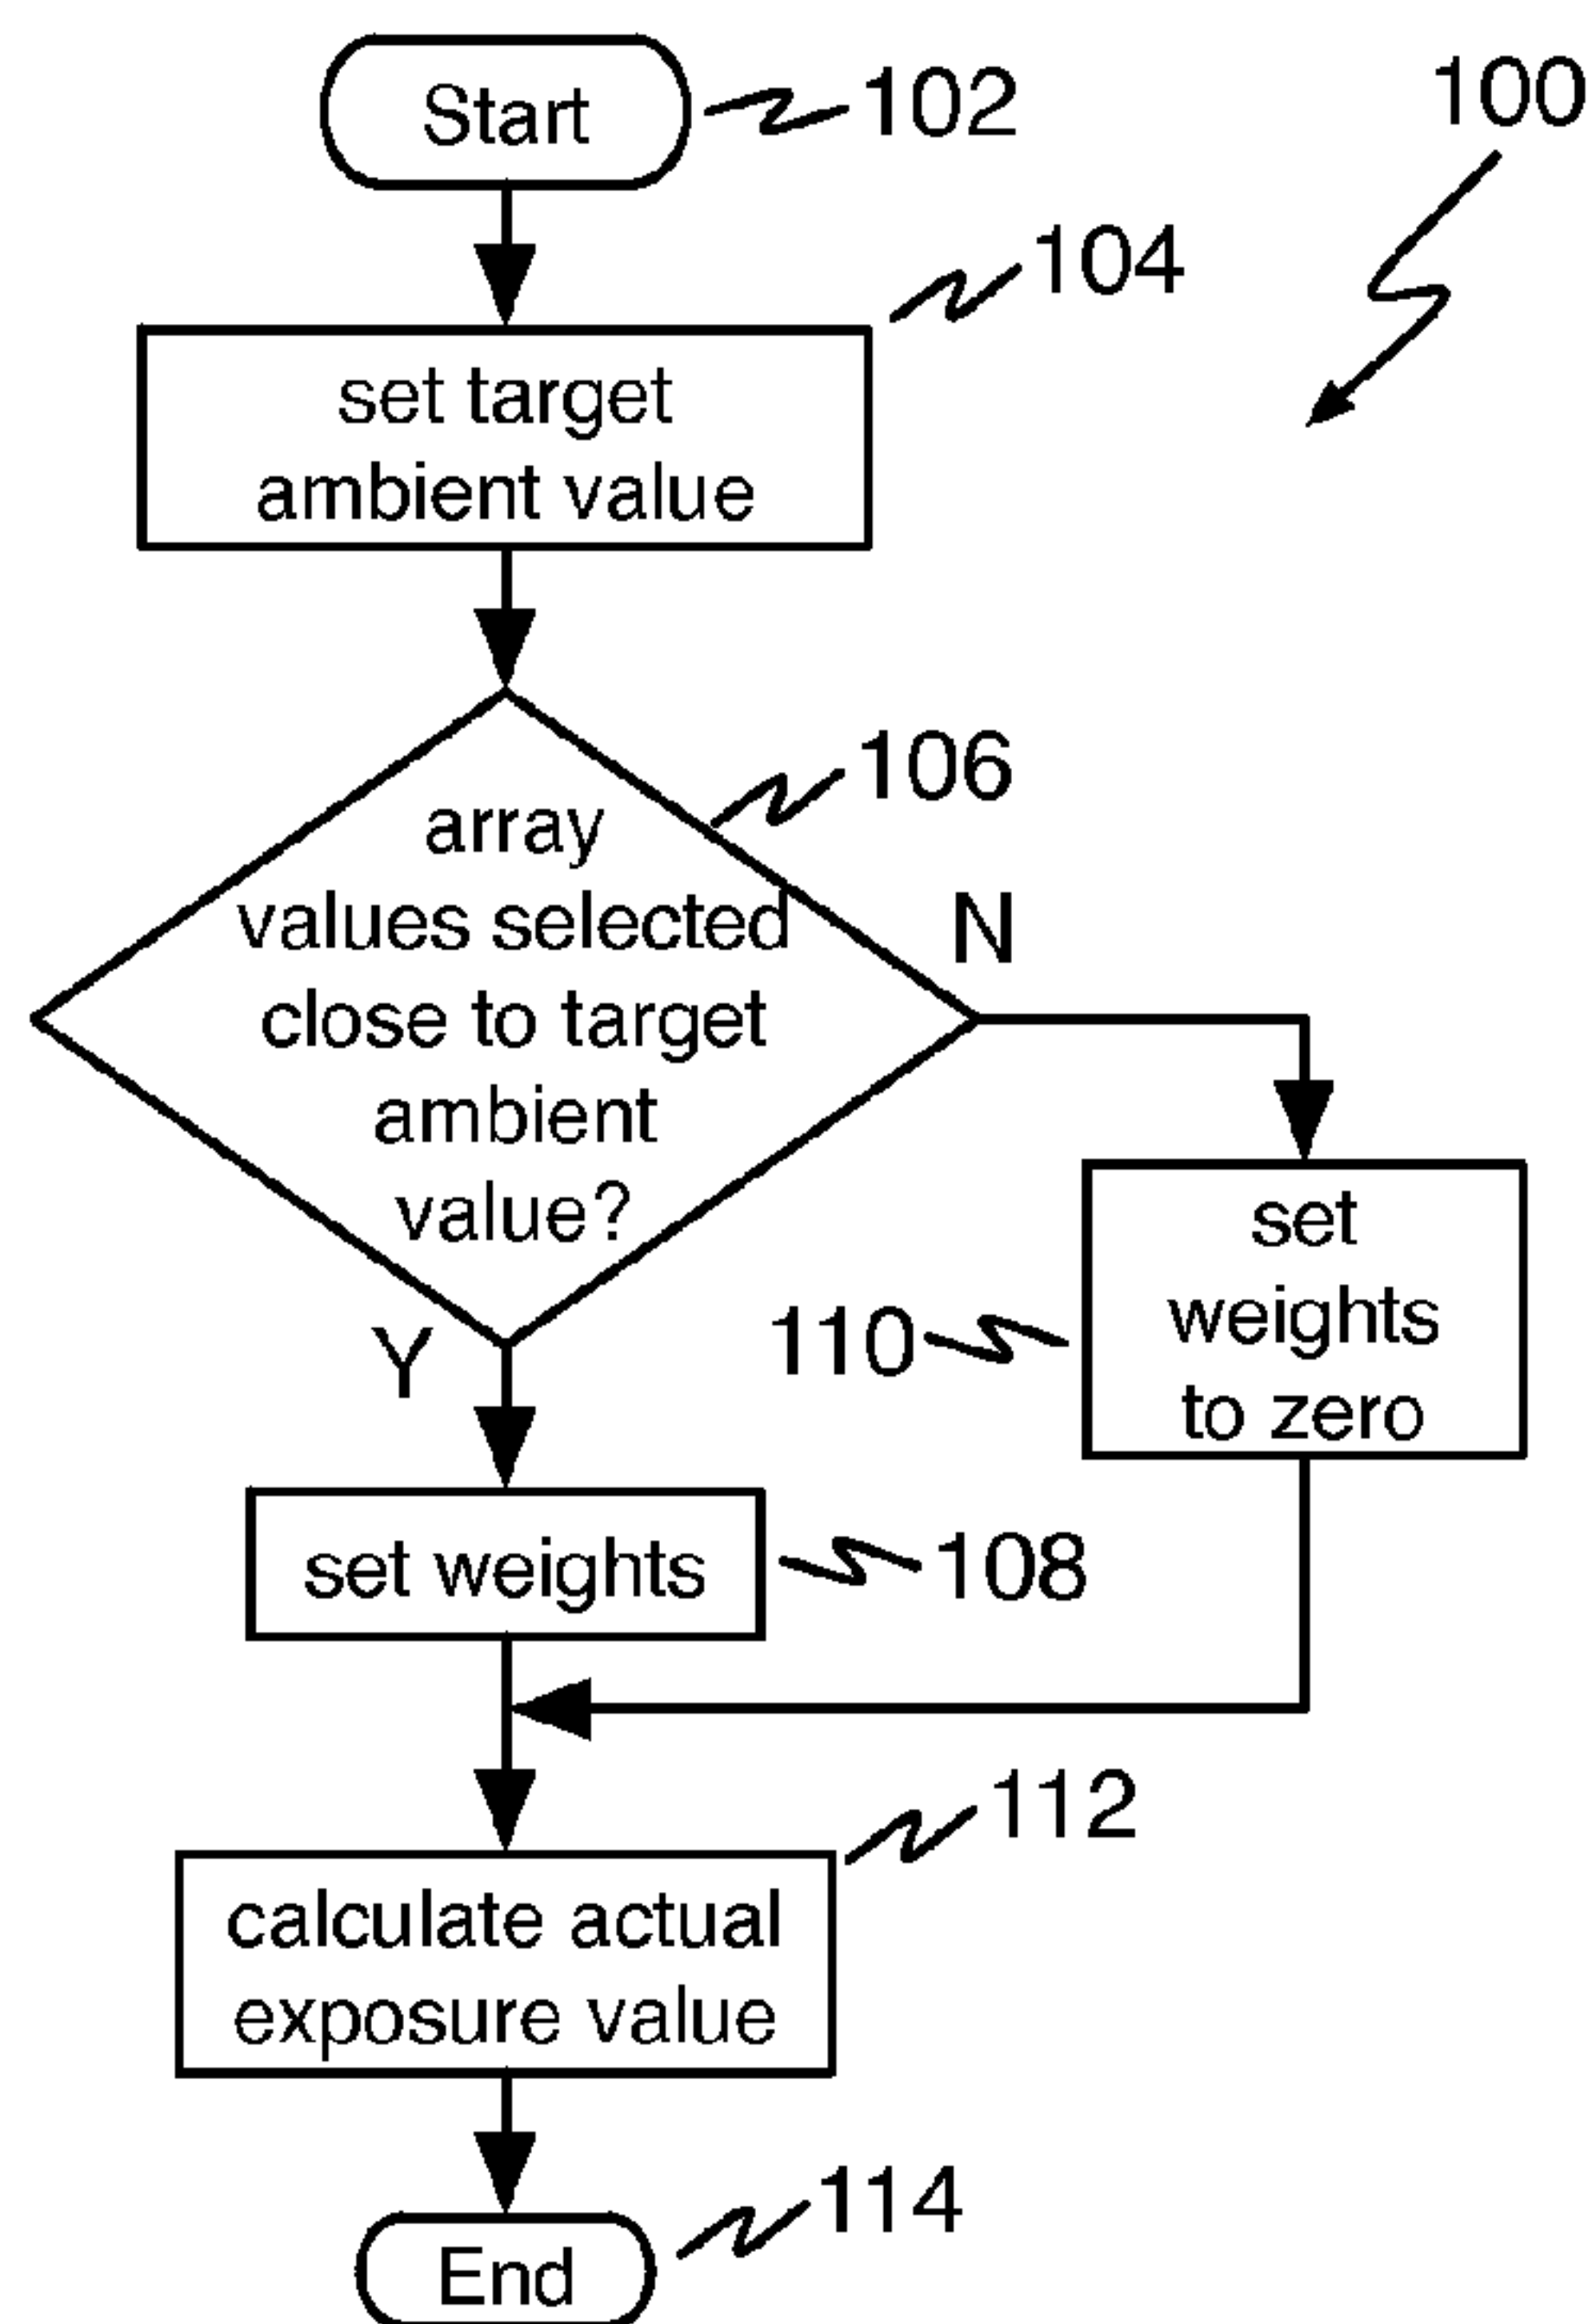 Start
102
100
104
set target
ambient value
106
array
values selected
close to target
ambient
value?
N
Y
set
weights
to zero
110
set weights
108
112
calculate actual
exposure value
114
End